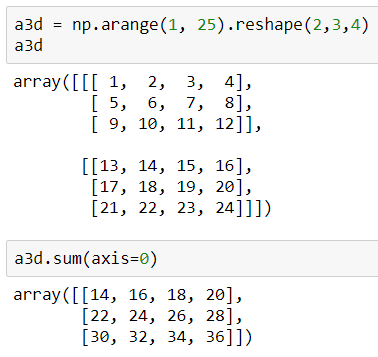 a3d = np.arange(1, 25).reshape(2,3,4)
a3d
array([[[ 1,  2,  3,  4],
        [ 5,  6,  7,  8],
        [ 9, 10, 11, 12]],
       [[13, 14, 15, 16],
        [17, 18, 19, 20],
        [21, 22, 23, 24]]])
a3d.sum(axis=0)
array([[14, 16, 18, 20],
       [22, 24, 26, 28],
       [30, 32, 34, 36]])